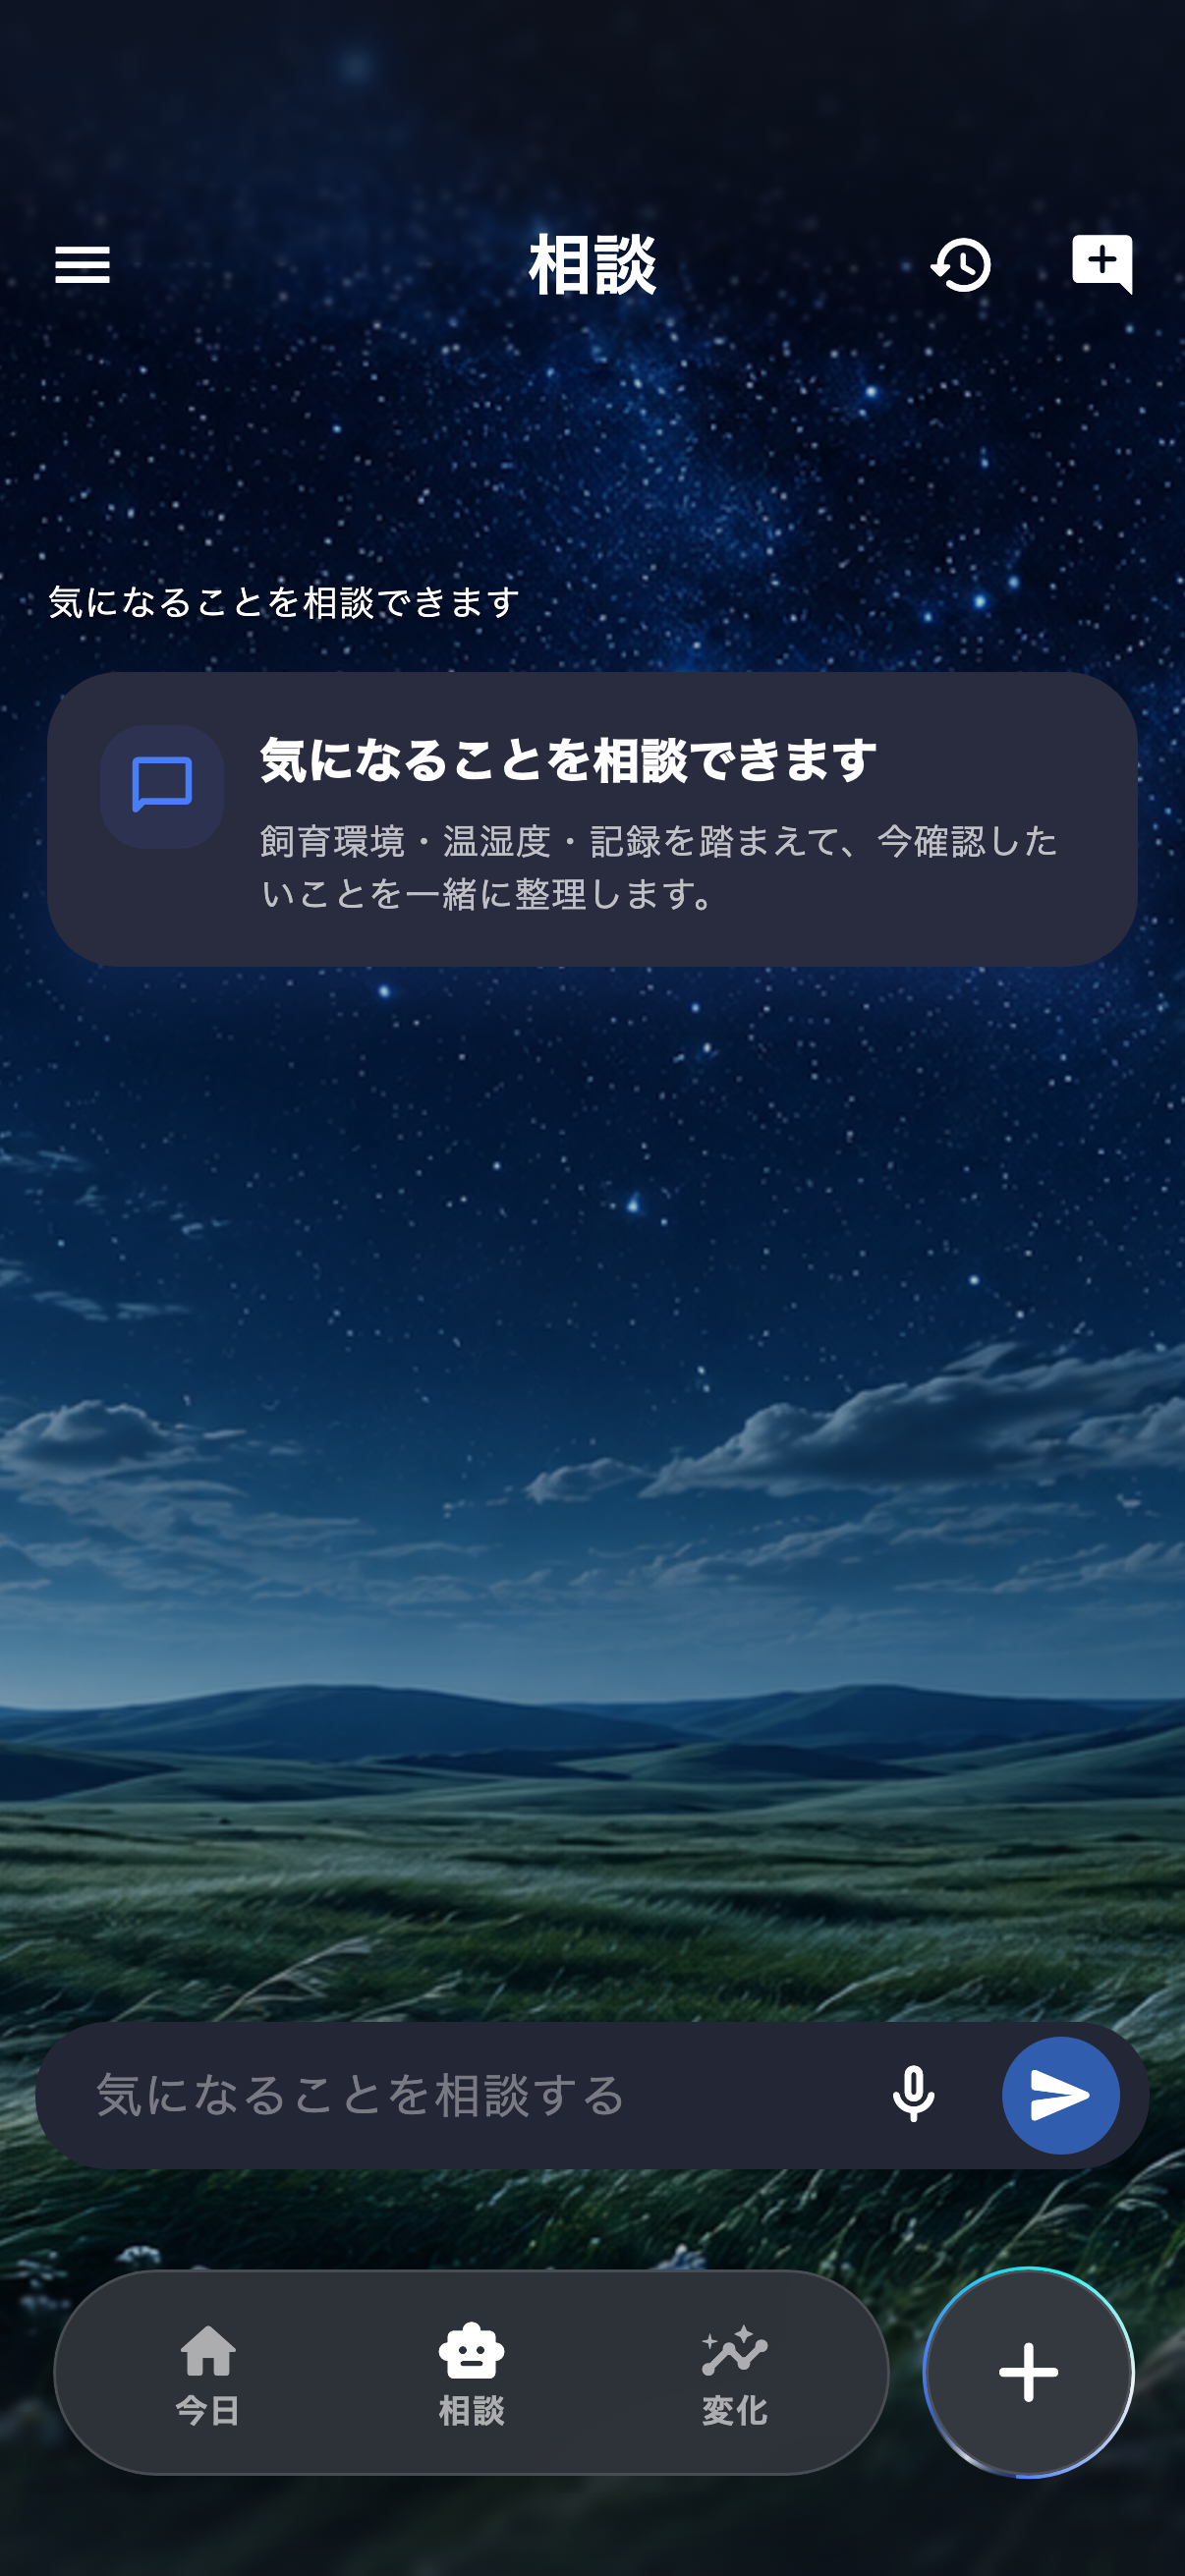 相談
気になることを相談できます
気になることを相談できます
飼育環境・温湿度・記録を踏まえて、今確認した
いことを一緒に整理します。
気になることを相談する
今日
相談
変化